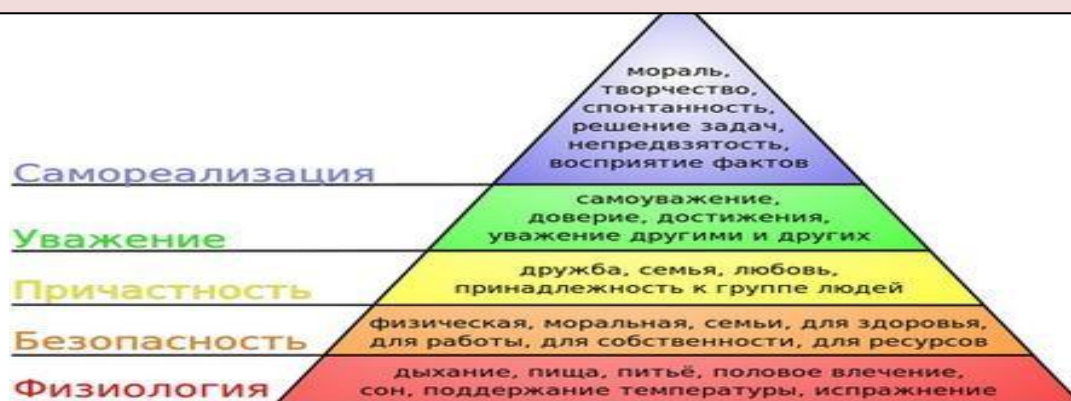 мораль,
творчество,
спонтанность,
решение задач,
непредвзятость,
восприятие фактов
Самореализация
самоуважение,
доверие, достижения,
уважение другими и других
Уважение
дружба, семья, любовь,
принадлежность к группе людей
Причастность
физическая, моральная, семьи, для здоровья,
для работы, для собственности, для ресурсов
Безопасность
дыхание, пища, питьё, половое влечение,
сон, поддержание температуры, испражнение
Физиология